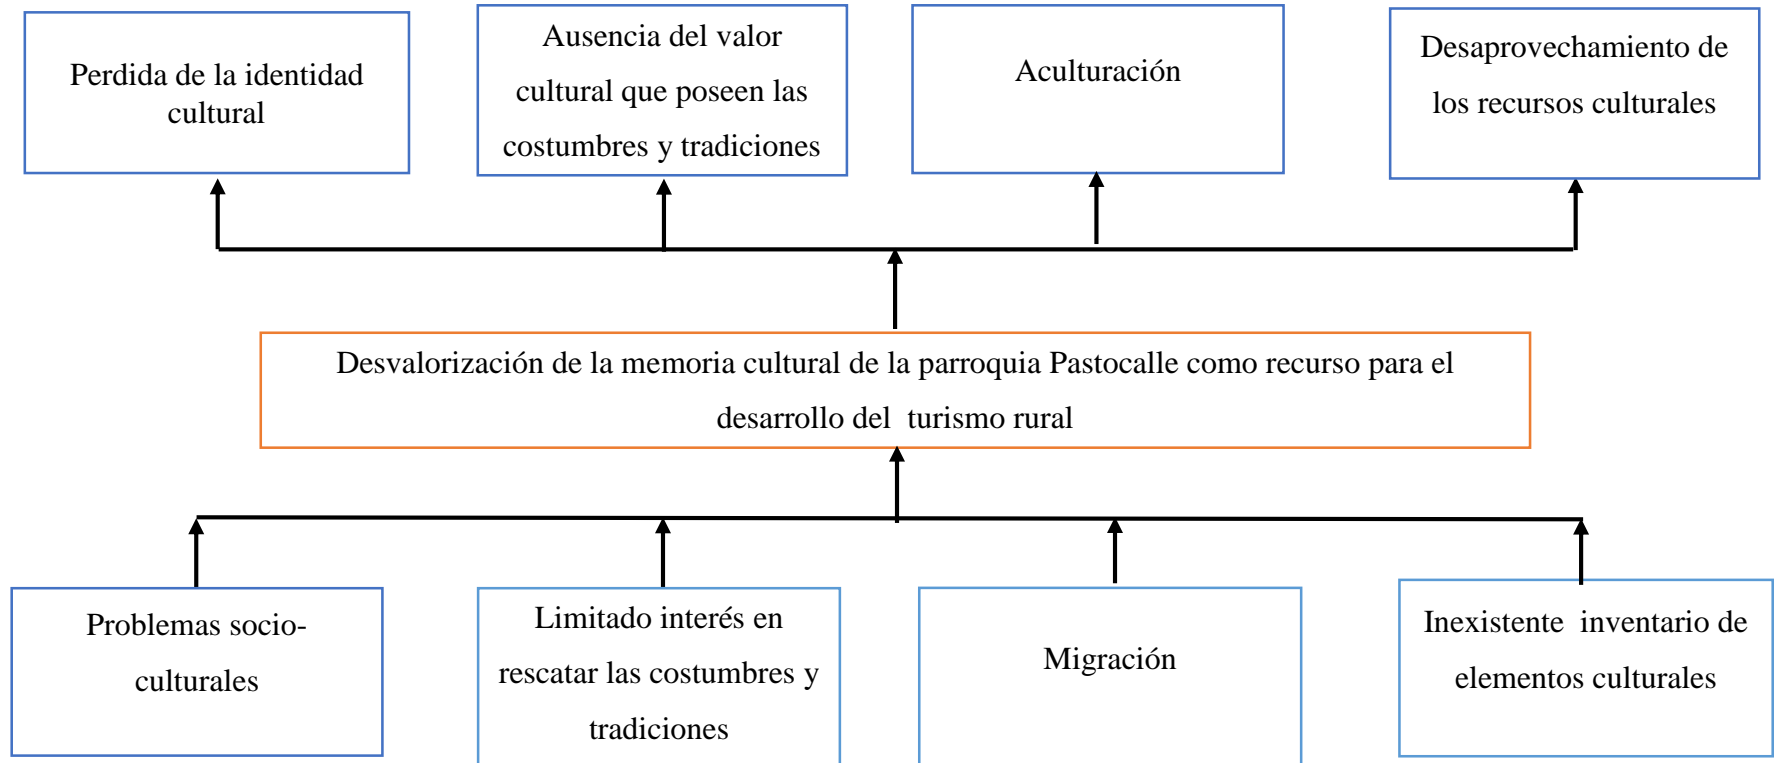 Perdida de la identidad
cultural
Ausencia del valor
cultural que poseen las
costumbres y tradiciones
Aculturación
Desaprovechamiento de
los recursos culturales
Desvalorización de la memoria cultural de la parroquia Pastocalle como recurso para el
desarrollo del  turismo rural
Problemas socio-
culturales
Limitado interés en
rescatar las costumbres y
tradiciones
Migración
Inexistente  inventario de
elementos culturales